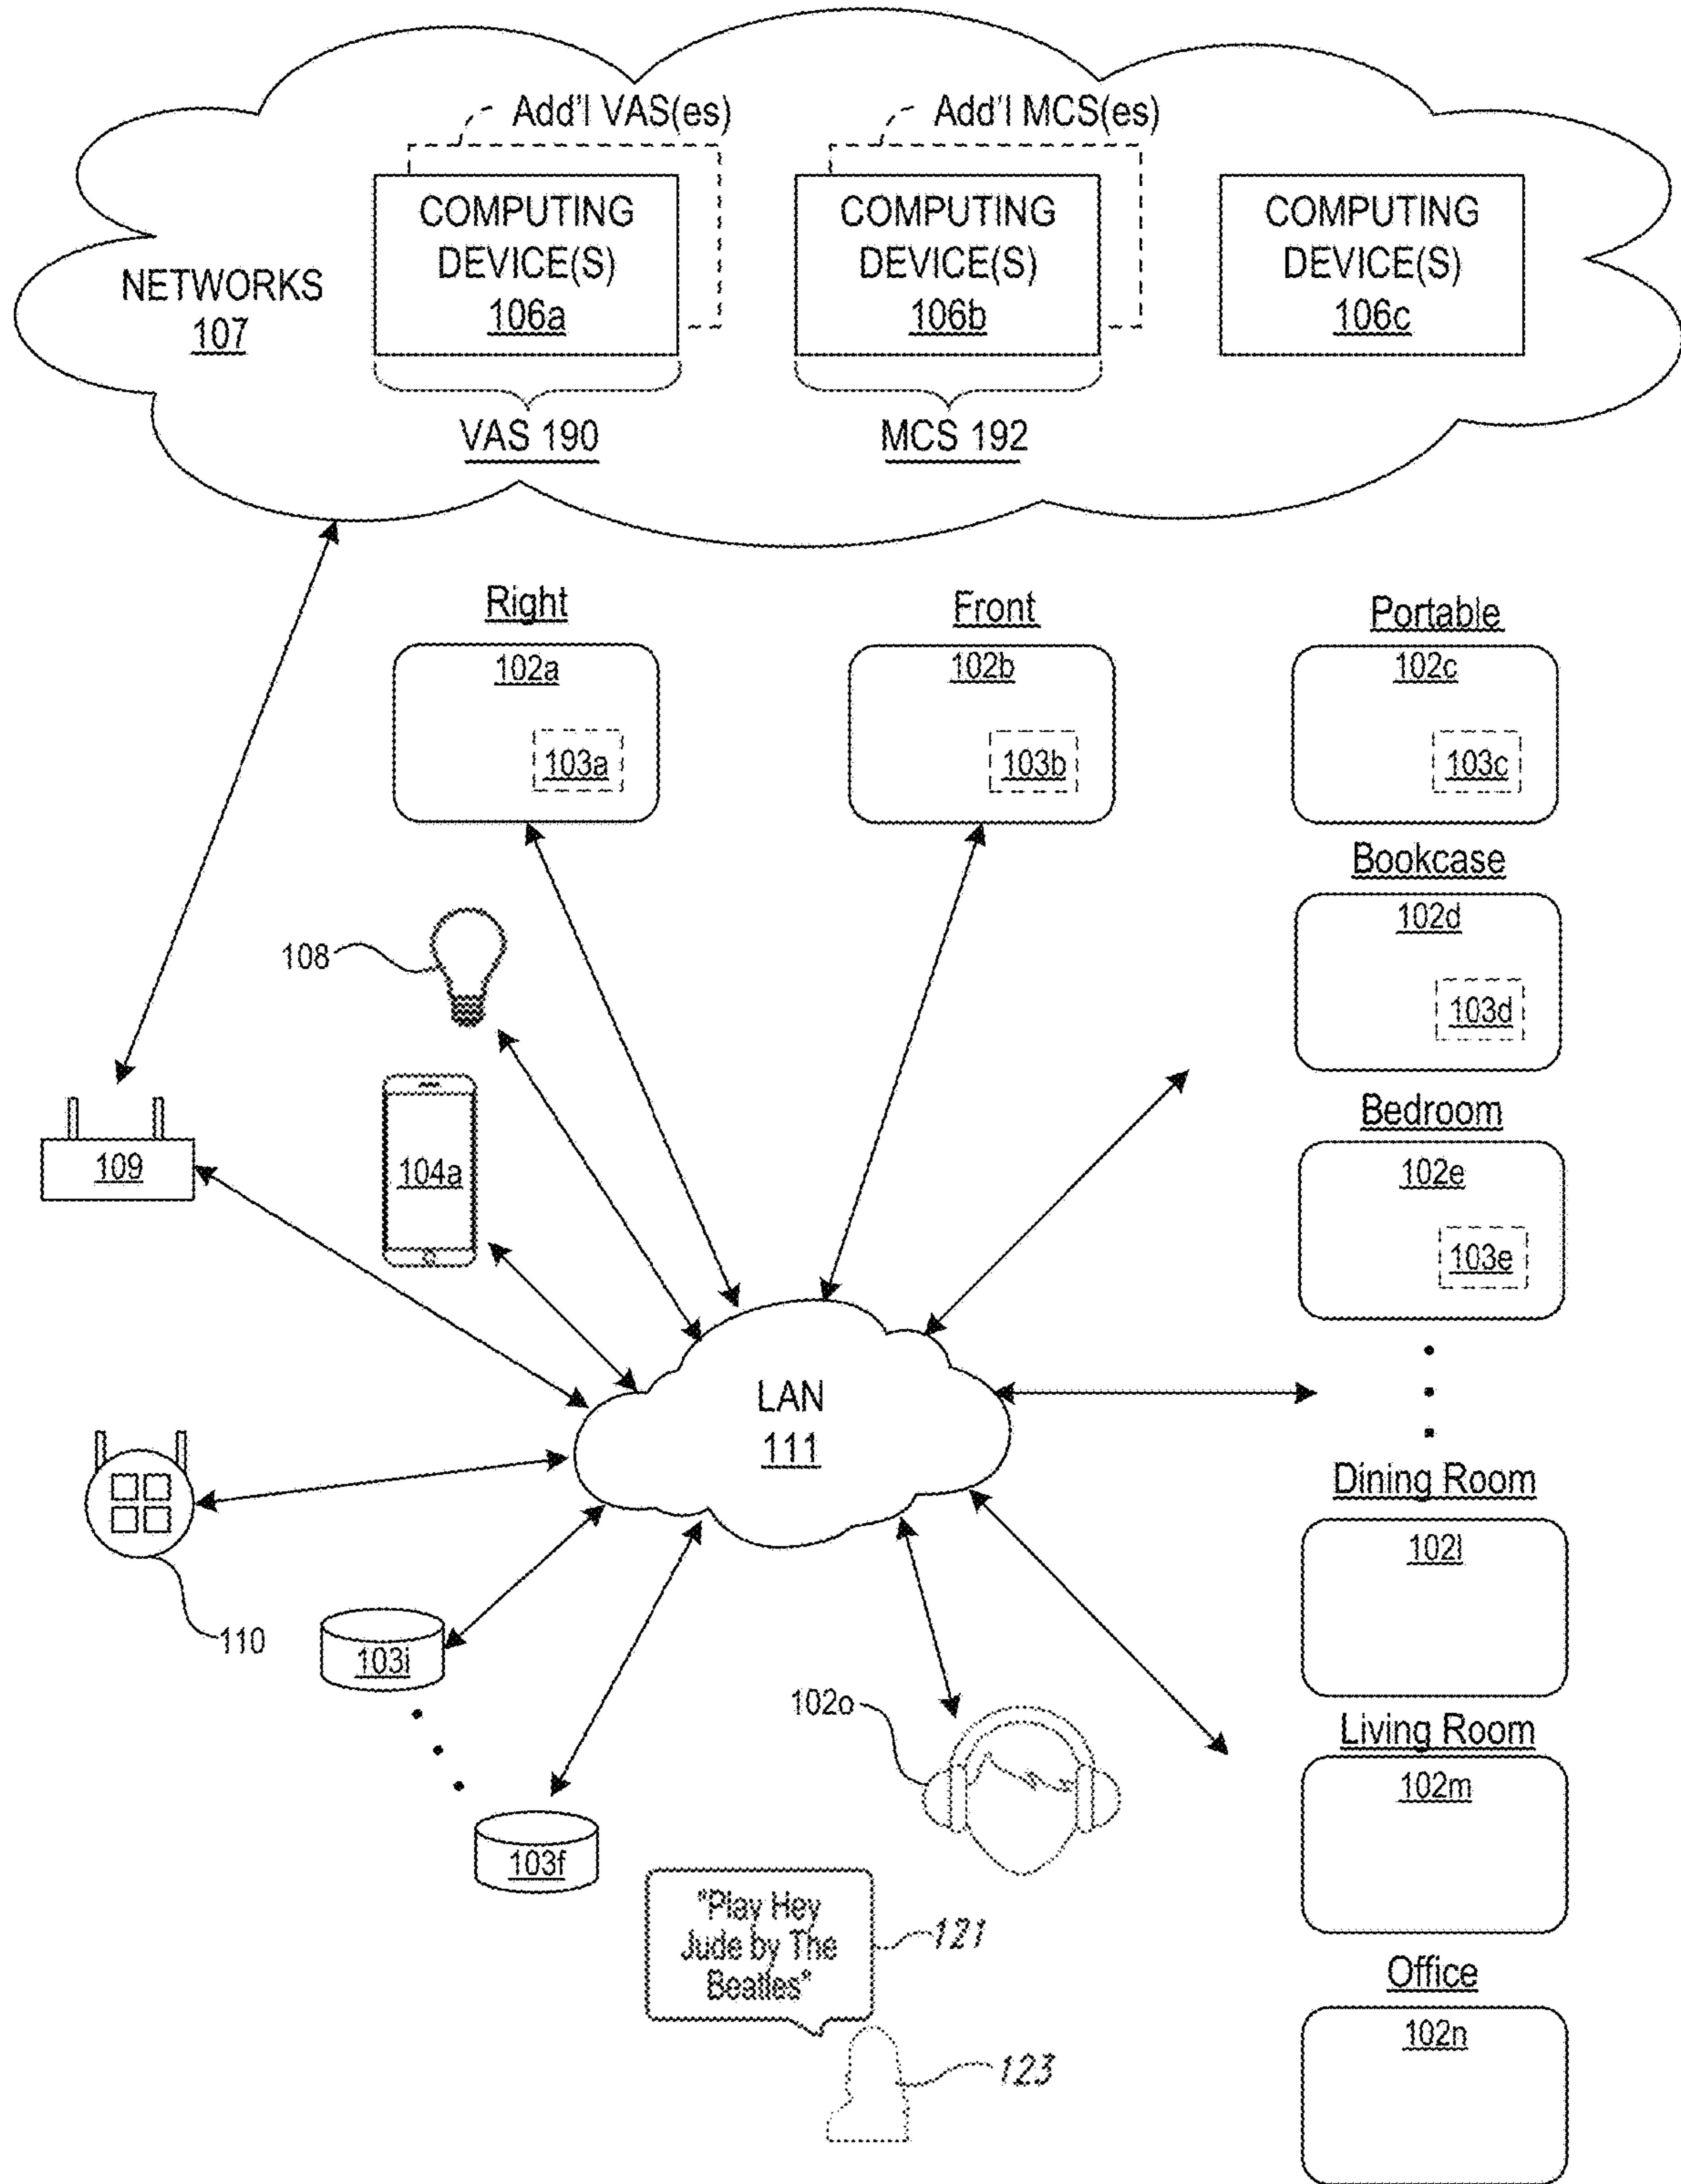 Add'l VAS(es)
Add'l MCS(es)
COMPUTING
DEVICE(S)
106a
COMPUTING
DEVICE(S)
106b
COMPUTING
DEVICE(S)
106c
NETWORKS
107
VAS 190
MCS 192
Right
102a
103a
Front
102b
103b
Portable
102c
103c
Bookcase
102d
103d
Bedroom
102e
103e
108
104a
109
LAN
111
110
103i
103f
102o
Dining Room
102l
Living Room
102m
Office
102n
"Play Hey
Jude by The
Beatles"
121
123